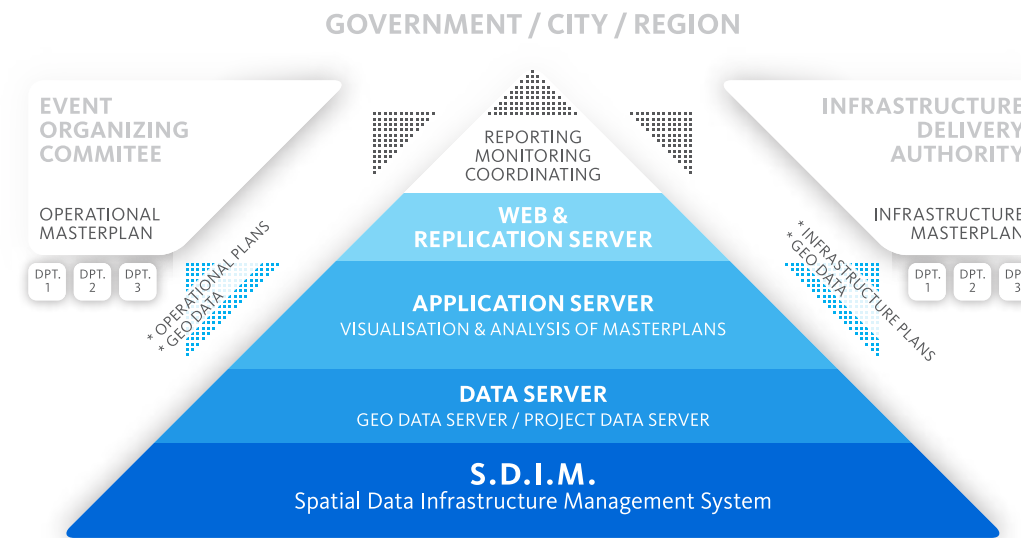 GOVERNMENT / CITY / REGION
EVENT
ORGANIZING
COMMITEE
OPERATIONAL
MASTERPLAN
DPT.
1
DPT.
2
DPT.
3
* OPERATIONAL PLANS
* GEO DATA
REPORTING
MONITORING
COORDINATING
WEB &
REPLICATION SERVER
APPLICATION SERVER
VISUALISATION & ANALYSIS OF MASTERPLANS
DATA SERVER
GEO DATA SERVER / PROJECT DATA SERVER
S.D.I.M.
Spatial Data Infrastructure Management System
INFRASTRUCTURE
DELIVERY
AUTHORITY
INFRASTRUCTURE
MASTERPLAN
* INFRASTRUCTURE PLANS
* GEO DATA
DPT.
1
DPT.
2
DPT.
3